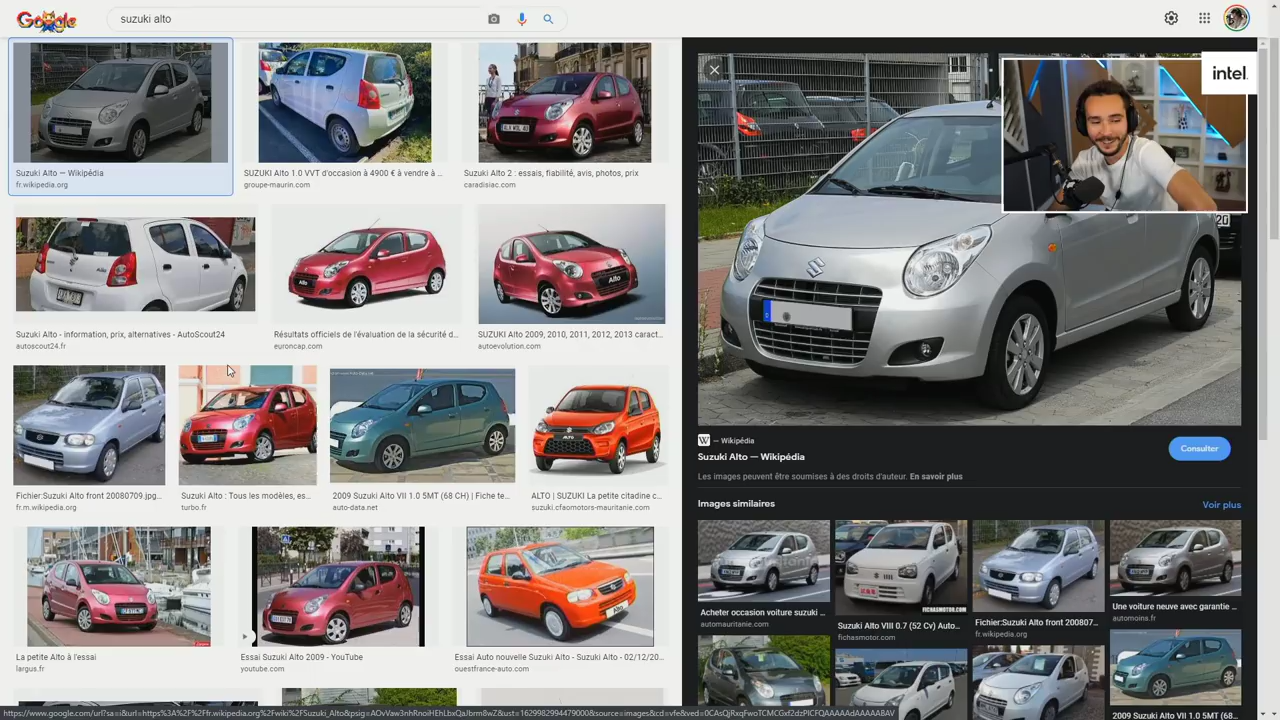 Google
suzuki alto
intel.
Suzuki Alto — Wikipédia
fr.wikipedia.org
SUZUKI Alto 1.0 VVT d'occasion à 4900 € à vendre à ...
groupe-maurin.com
Suzuki Alto 2 : essais, fiabilité, avis, photos, prix
caradisiac.com
Suzuki Alto - information, prix, alternatives - AutoScout24
autoscout24.fr
Résultats officiels de l'évaluation de la sécurité d...
euroncap.com
Alto
SUZUKI Alto 2009, 2010, 2011, 2012, 2013 caract...
autoevolution.com
Fichier:Suzuki Alto front 20080709.jpg...
fr.m.wikipedia.org
Suzuki Alto : Tous les modèles, es...
turbo.fr
2009 Suzuki Alto VII 1.0 5MT (68 CH) | Fiche te...
auto-data.net
ALTO | SUZUKI La petite citadine c...
suzuki.cfaomotors-mauritanie.com
La petite Alto à l'essai
largus.fr
Essai Suzuki Alto 2009 - YouTube
youtube.com
Alto
Essai Auto nouvelle Suzuki Alto - Suzuki Alto - 02/12/20...
ouestfrance-auto.com
20
W — Wikipédia
Suzuki Alto — Wikipédia
Consulter
Les images peuvent être soumises à des droits d'auteur. En savoir plus
Images similaires
Voir plus
Acheter occasion voiture suzuki ...
automauritanie.com
FICHASMOTOR.COM
Suzuki Alto VIII 0.7 (52 Cv) Auto...
fichasmotor.com
Fichier:Suzuki Alto front 200807...
fr.wikipedia.org
Une voiture neuve avec garantie ...
automoins.fr
2009 Suzuki Alto VII 1.0 5MT (68 ...